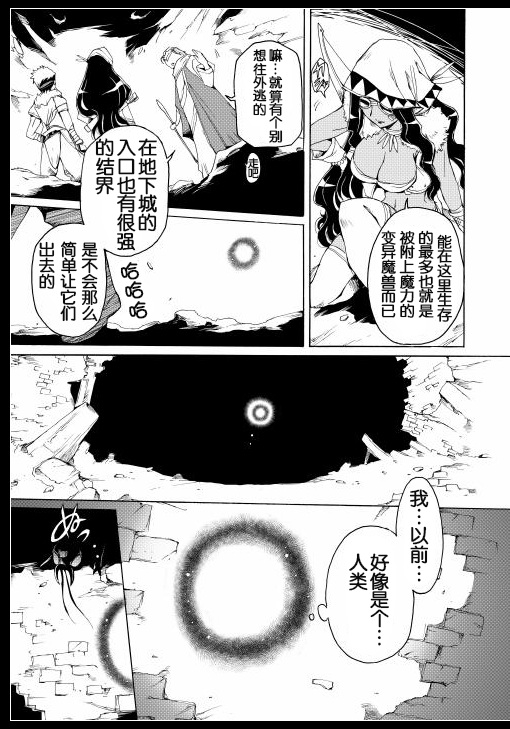 能在这里生存
的最多也就是
被附上魔力的
变异魔兽而已
嘛…就算有个别
想往外逃的
走吧
在地下城的
入口也有很强
的结界
哈哈哈
是不会那么
简单让它们
出去的
我…以前…
好像是个…
人类
ぬっ